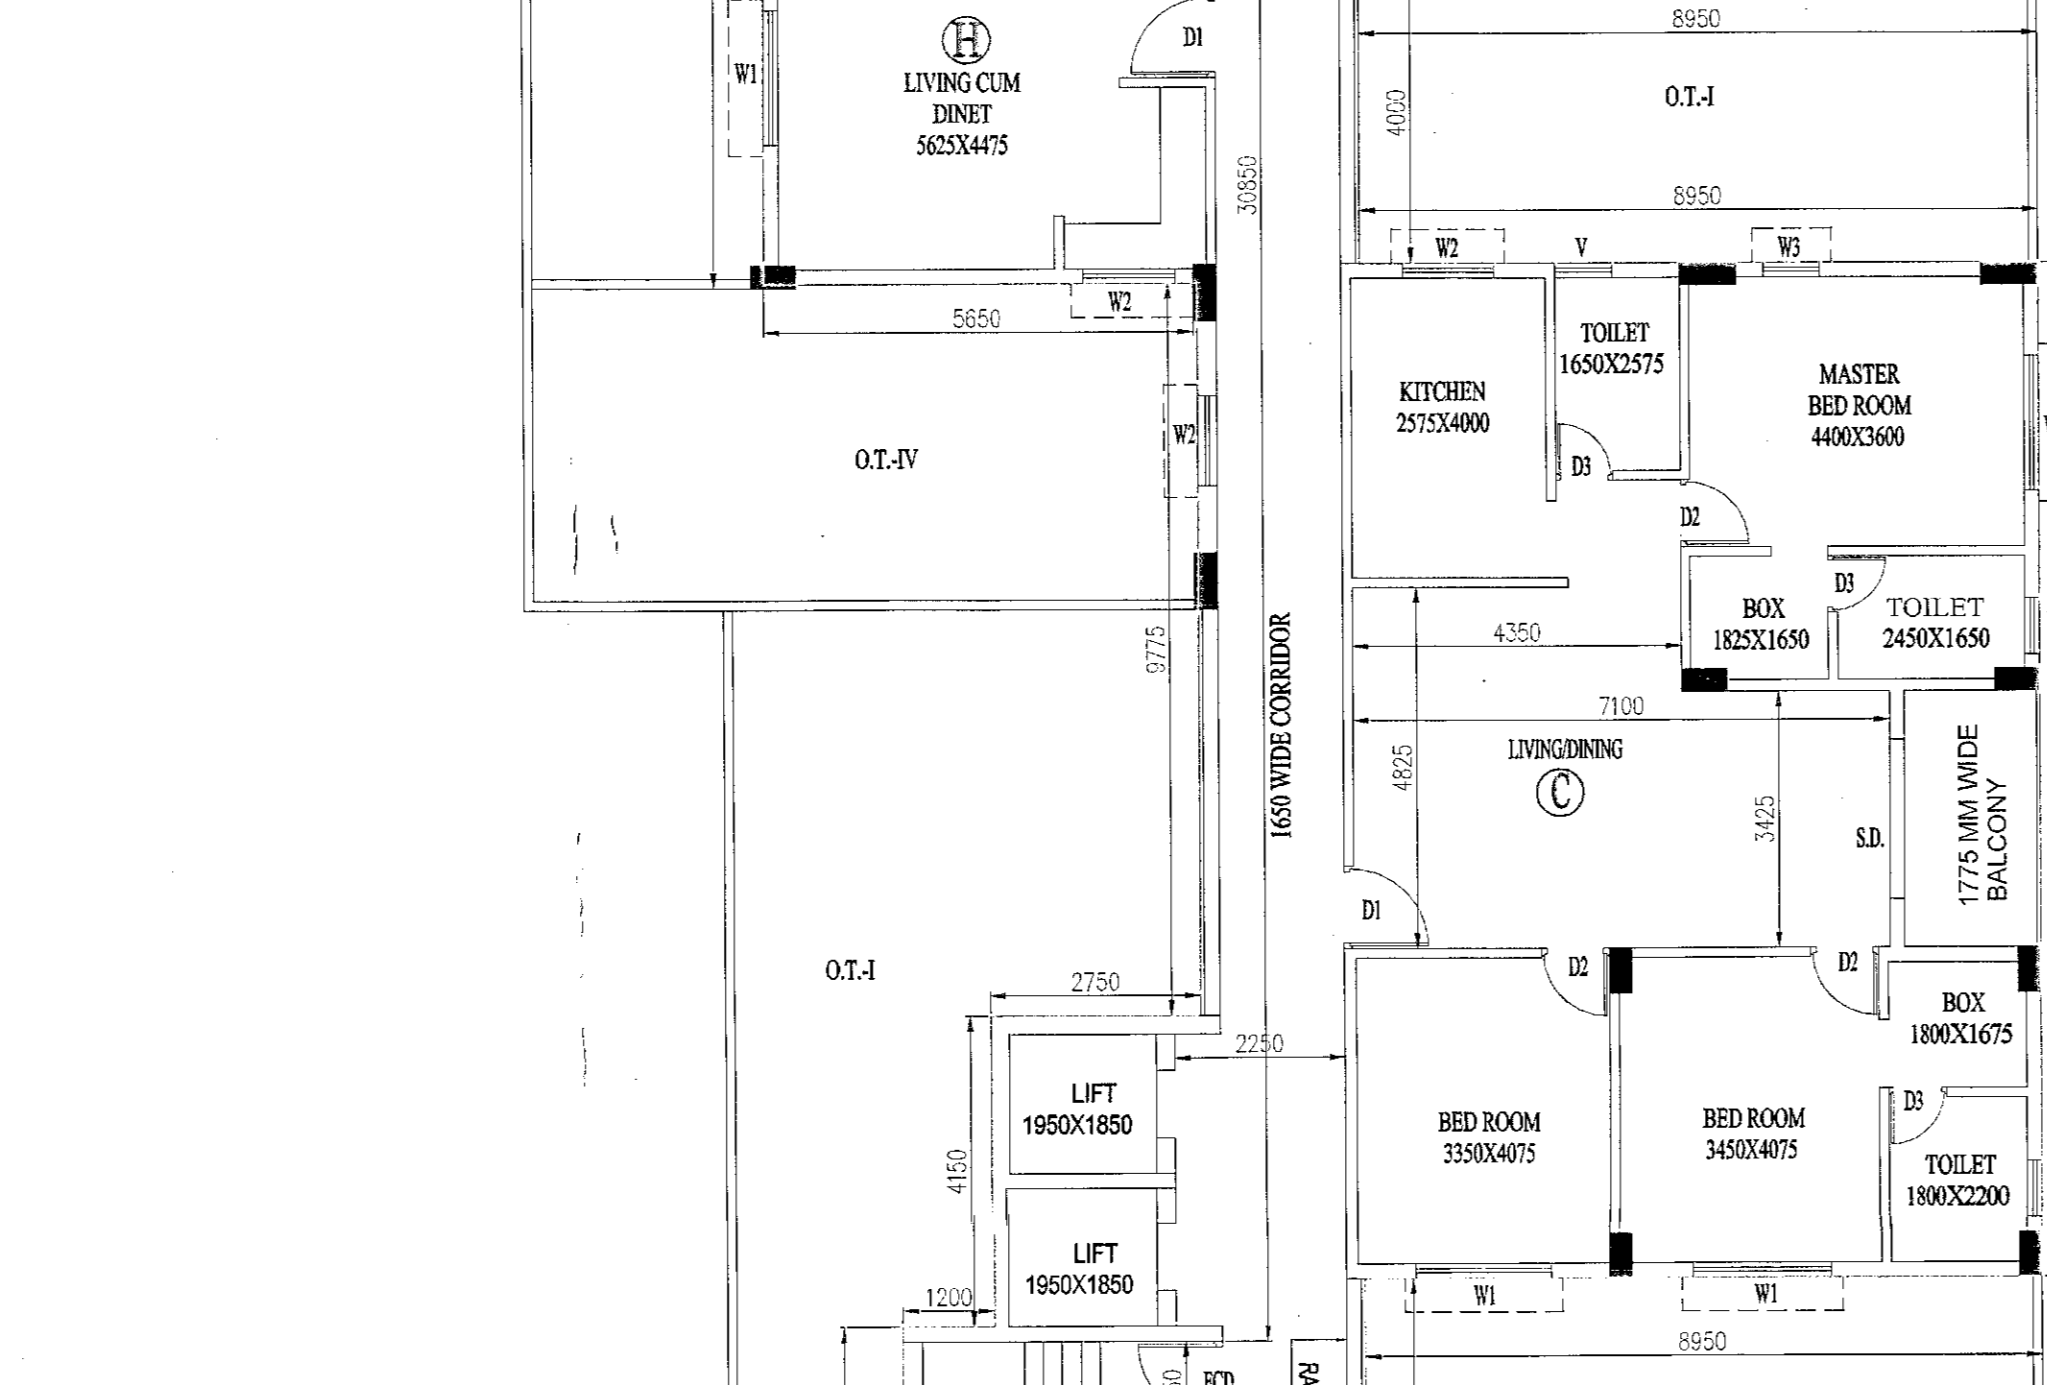 8950
D1
H
W1
LIVING CUM
DINET
5625X4475
4000
O.T.-I
30850
8950
W2
V
W3
W2
5650
TOILET
1650X2575
MASTER
BED ROOM
4400X3600
KITCHEN
2575X4000
W2
O.T.-IV
D3
D2
D3
BOX
1825X1650
TOILET
2450X1650
4350
9775
1650 WIDE CORRIDOR
7100
LIVING/DINING
C
4825
3425
S.D.
1775 MM WIDE
BALCONY
D1
D2
D2
O.T.-I
2750
BOX
1800X1675
2250
LIFT
1950X1850
D3
BED ROOM
3350X4075
BED ROOM
3450X4075
4150
TOILET
1800X2200
LIFT
1950X1850
1200
W1
W1
8950
RA